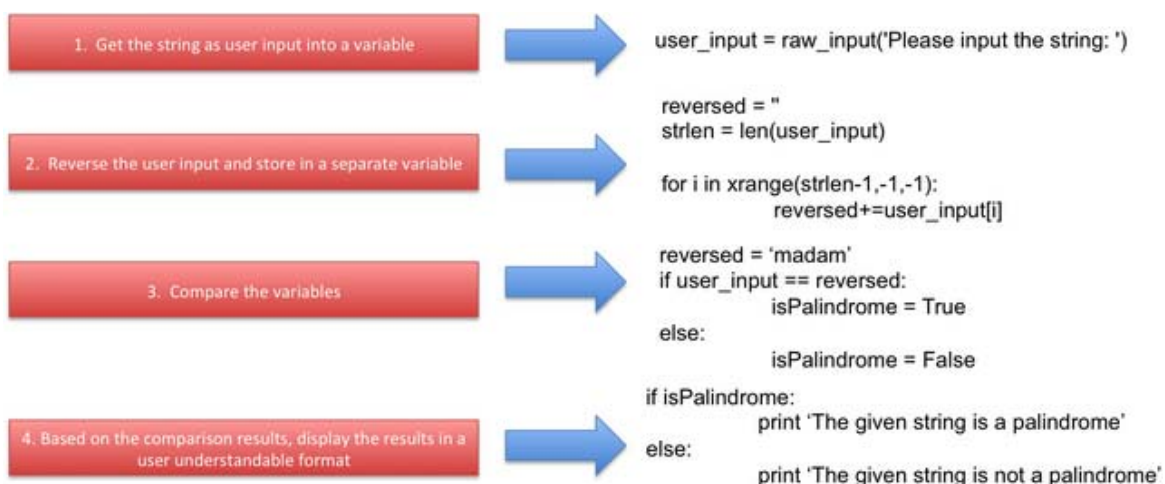 1. Get the string as user input into a variable
user_input = raw_input('Please input the string: ')
2. Reverse the user input and store in a separate variable
reversed = ''
strlen = len(user_input)
for i in xrange(strlen-1,-1,-1):
reversed+=user_input[i]
3. Compare the variables
reversed = ‘madam’
if user_input == reversed:
isPalindrome = True
else:
isPalindrome = False
4. Based on the comparison results, display the results in a
user understandable format
if isPalindrome:
print ‘The given string is a palindrome’
else:
print ‘The given string is not a palindrome’